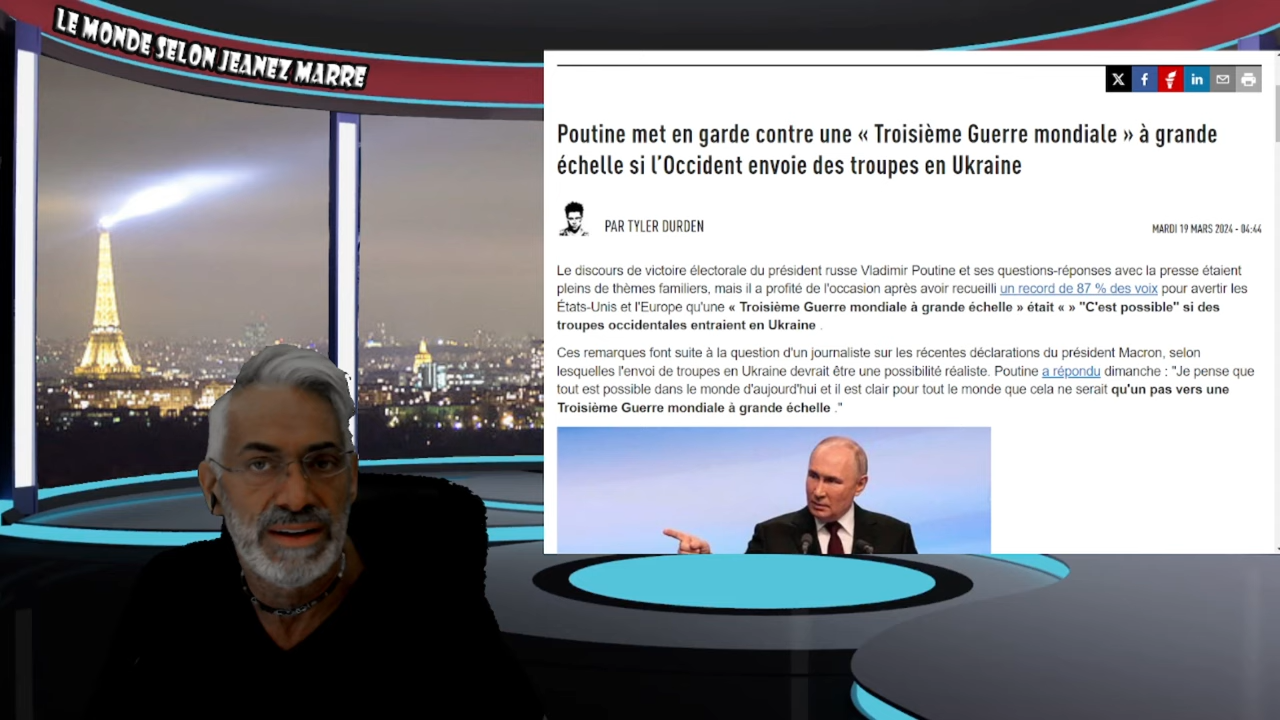 LE MONDE SELON JEANEZ MARRE
Poutine met en garde contre une « Troisième Guerre mondiale » à grande
échelle si l'Occident envoie des troupes en Ukraine
PAR TYLER DURDEN
MARDI 19 MARS 2024 - 04:44
Le discours de victoire électorale du président russe Vladimir Poutine et ses questions-réponses avec la presse étaient
pleins de thèmes familiers, mais il a profité de l'occasion après avoir recueilli un record de 87 % des voix pour avertir les
États-Unis et l'Europe qu'une « Troisième Guerre mondiale à grande échelle » était « » "C'est possible" si des
troupes occidentales entraient en Ukraine .
Ces remarques font suite à la question d'un journaliste sur les récentes déclarations du président Macron, selon
lesquelles l'envoi de troupes en Ukraine devrait être une possibilité réaliste. Poutine a répondu dimanche : "Je pense que
tout est possible dans le monde d'aujourd'hui et il est clair pour tout le monde que cela ne serait qu'un pas vers une
Troisième Guerre mondiale à grande échelle ."